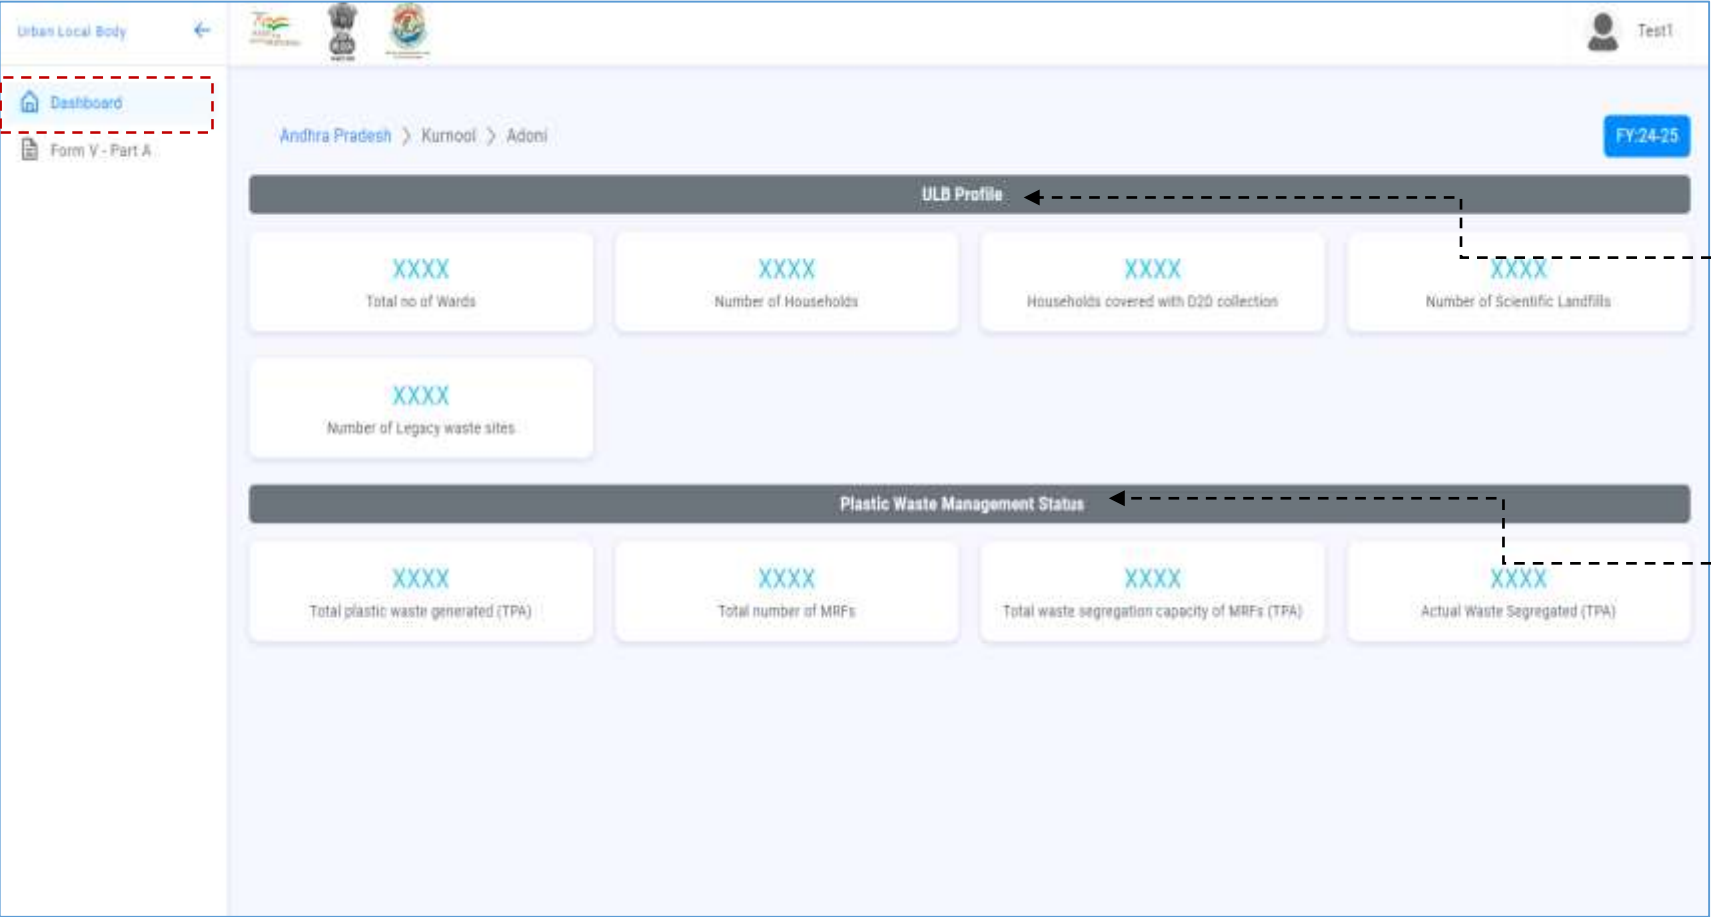 Urban Local Body
Test1
Dashboard
Form V - Part A
Andhra Pradesh > Kurnool > Adoni
FY:24-25
ULB Profile
XXXX
Total no of Wards
XXXX
Number of Households
XXXX
Households covered with D2D collection
XXXX
Number of Scientific Landfills
XXXX
Number of Legacy waste sites
Plastic Waste Management Status
XXXX
Total plastic waste generated (TPA)
XXXX
Total number of MRFs
XXXX
Total waste segregation capacity of MRFs (TPA)
XXXX
Actual Waste Segregated (TPA)